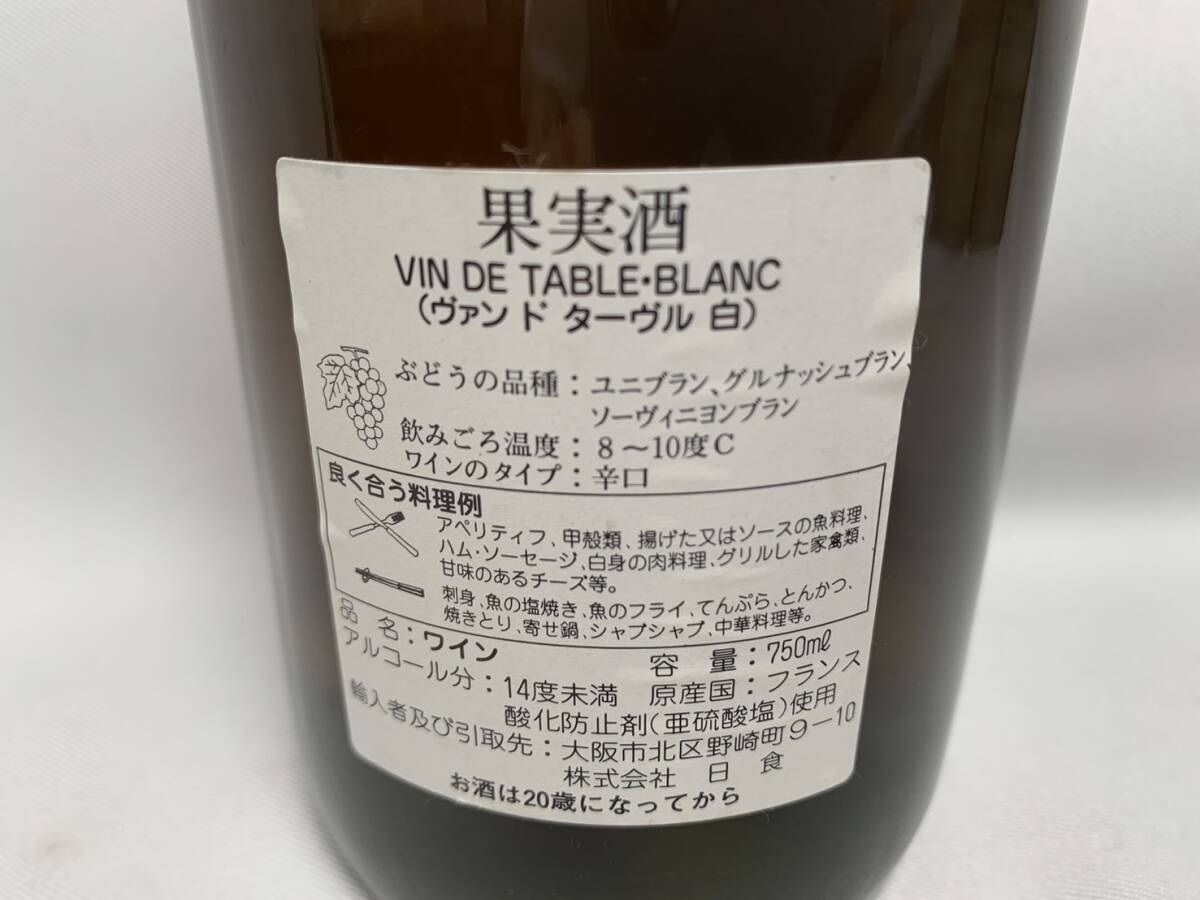 果実酒
VIN DE TABLE・BLANC
（ヴァン ド ターヴル 白）
ぶどうの品種：ユニブラン、グルナッシュブラン、
ソーヴィニヨンブラン
飲みごろ温度：8～10度C
ワインのタイプ：辛口
良く合う料理例
アペリティフ、甲殻類、揚げた又はソースの魚料理、
ハム・ソーセージ、白身の肉料理、グリルした家禽類、
甘味のあるチーズ等。
刺身、魚の塩焼き、魚のフライ、てんぷら、とんかつ、
焼きとり、寄せ鍋、シャブシャブ、中華料理等。
品名：ワイン 容量：750ml
アルコール分：14度未満 原産国：フランス
酸化防止剤（亜硫酸塩）使用
輸入者及び引取先：大阪市北区野崎町9－10
株式会社 日食
お酒は20歳になってから